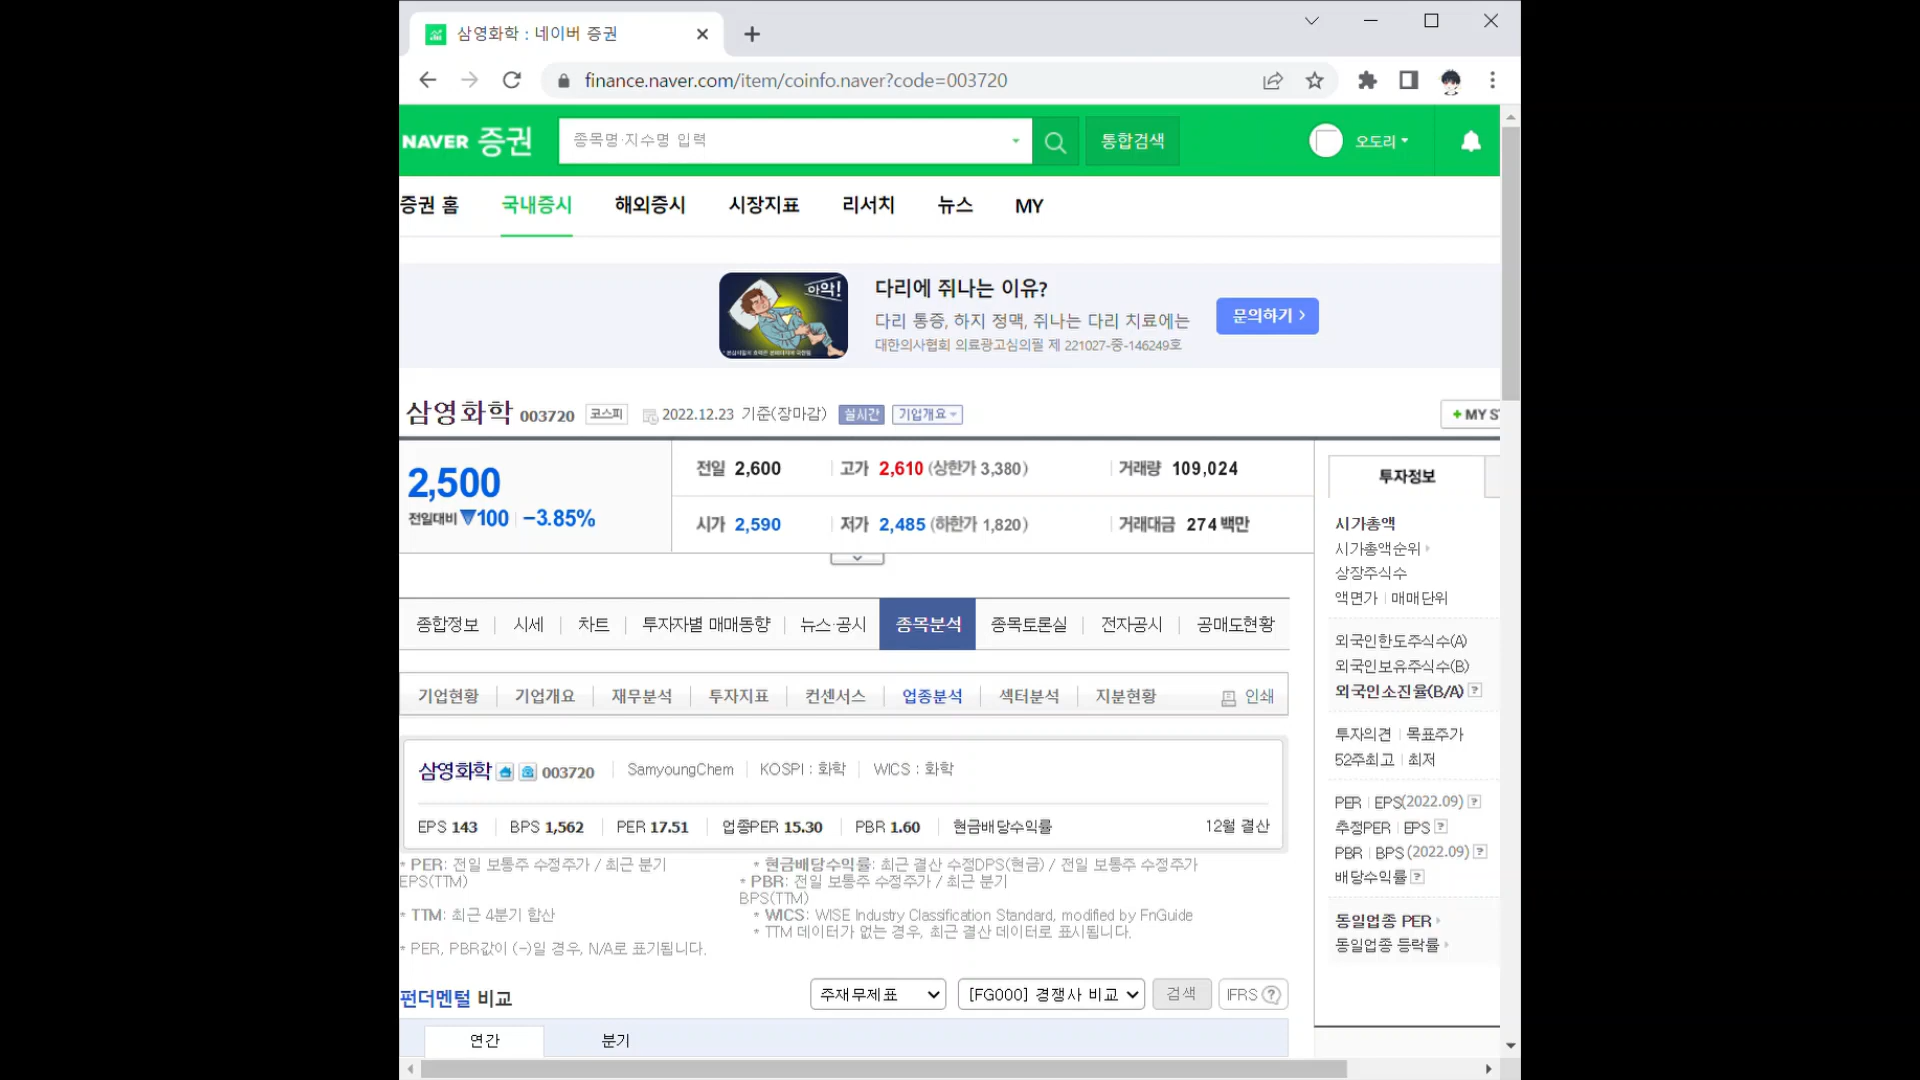 삼영화학 : 네이버 증권
finance.naver.com/item/coinfo.naver?code=003720
NAVER 증권 종목명·지수명 입력 통합검색 오도리
증권 홈 국내증시 해외증시 시장지표 리서치 뉴스 MY
아악!
다리에 쥐나는 이유?
다리 통증, 하지 정맥, 쥐나는 다리 치료에는
대한의사협회 의료광고심의필 제 221027-중-146249호
문의하기
삼영화학 003720 코스피 2022.12.23 기준(장마감) 실시간 기업개요
+ MY S
2,500
전일대비 ▼100 -3.85%
전일 2,600 고가 2,610 (상한가 3,380) 거래량 109,024
시가 2,590 저가 2,485 (하한가 1,820) 거래대금 274 백만
종합정보 시세 차트 투자자별 매매동향 뉴스·공시 종목분석 종목토론실 전자공시 공매도현황
기업현황 기업개요 재무분석 투자지표 컨센서스 업종분석 섹터분석 지분현황 인쇄
삼영화학 003720 SamyoungChem KOSPI : 화학 WICS : 화학
EPS 143 BPS 1,562 PER 17.51 업종PER 15.30 PBR 1.60 현금배당수익률 12월 결산
* PER: 전일 보통주 수정주가 / 최근 분기 EPS(TTM)
* 현금배당수익률: 최근 결산 수정DPS(현금) / 전일 보통주 수정주가
* PBR: 전일 보통주 수정주가 / 최근 분기
BPS(TTM)
* TTM: 최근 4분기 합산
* WICS: WISE Industry Classification Standard, modified by FnGuide
* TTM 데이터가 없는 경우, 최근 결산 데이터로 표시됩니다.
* PER, PBR값이 (-)일 경우, N/A로 표기됩니다.
펀더멘털 비교 주재무제표 [FG000] 경쟁사 비교 검색 IFRS ?
연간 분기
투자정보
시가총액
시가총액순위
상장주식수
액면가 매매단위
외국인한도주식수(A)
외국인보유주식수(B)
외국인소진율(B/A) ?
투자의견 목표주가
52주최고 최저
PER EPS(2022.09) ?
추정PER EPS ?
PBR BPS (2022.09) ?
배당수익률 ?
동일업종 PER
동일업종 등락률